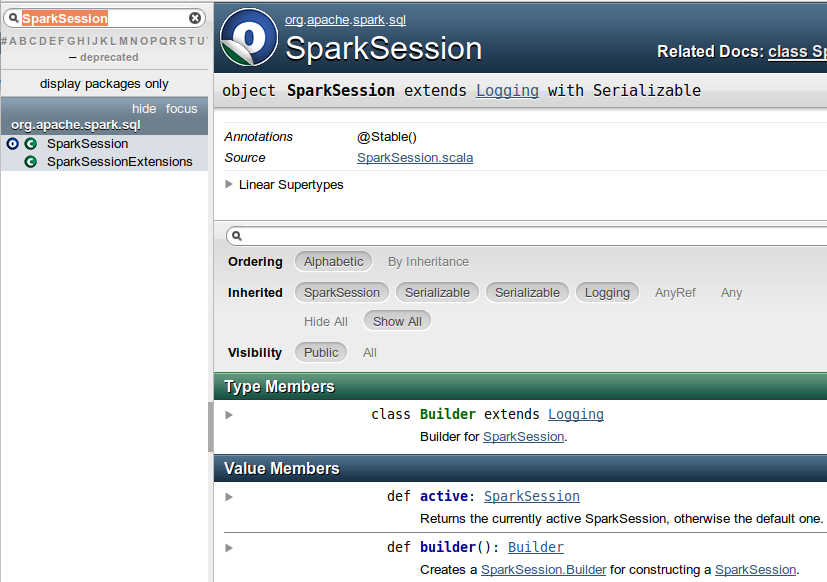 SparkSession
#ABCDEFGHIJKLMNOPQRSTU
– deprecated
display packages only
hide focus
org.apache.spark.sql
O C SparkSession
C SparkSessionExtensions
O
org.apache.spark.sql
SparkSession
Related Docs: class Sp
object SparkSession extends Logging with Serializable
Annotations @Stable()
Source SparkSession.scala
Linear Supertypes
Ordering Alphabetic By Inheritance
Inherited SparkSession Serializable Serializable Logging AnyRef Any
Hide All Show All
Visibility Public All
Type Members
class Builder extends Logging
Builder for SparkSession.
Value Members
def active: SparkSession
Returns the currently active SparkSession, otherwise the default one.
def builder(): Builder
Creates a SparkSession.Builder for constructing a SparkSession.